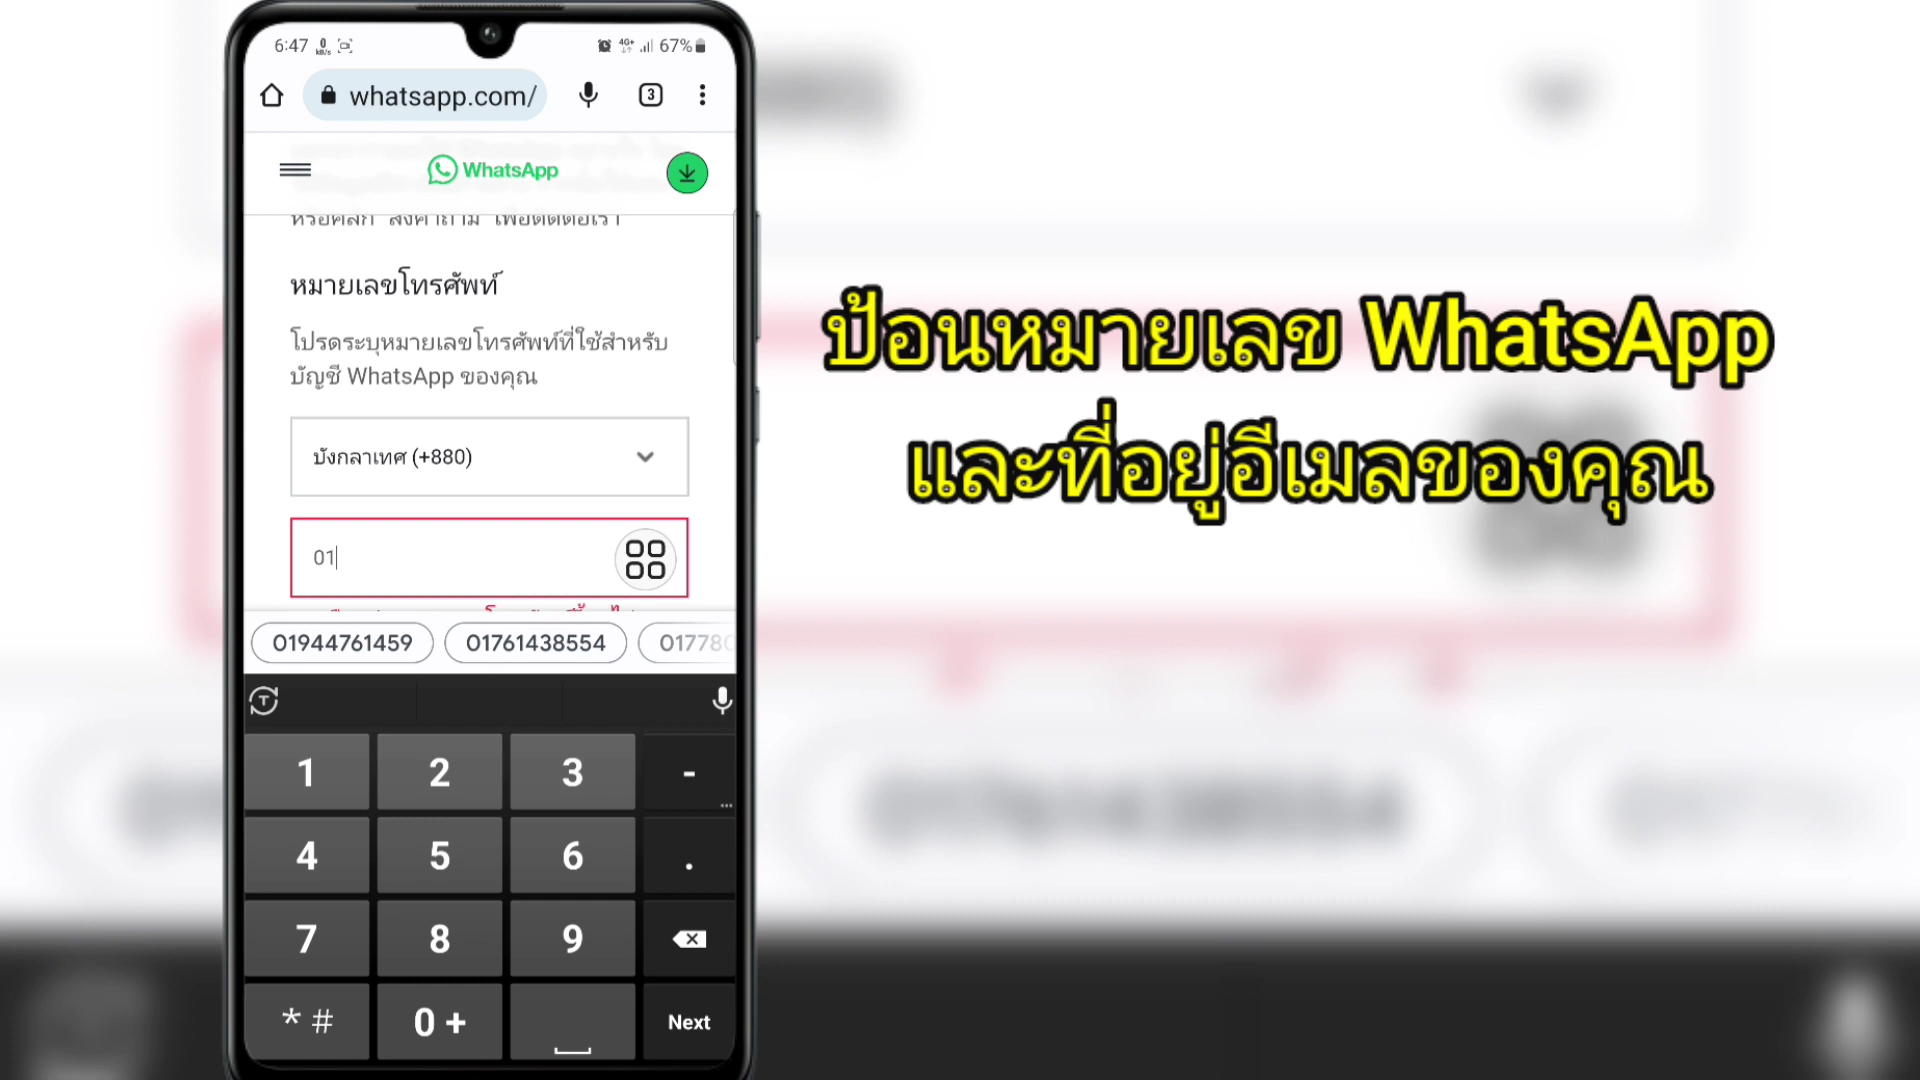 6:47
0
kB/s
4G+
67%
whatsapp.com/
3
WhatsApp
หมายเลขโทรศัพท์
โปรดระบุหมายเลขโทรศัพท์ที่ใช้สำหรับ
บัญชี WhatsApp ของคุณ
บังกลาเทศ (+880)
01
01944761459
01761438554
01778
T
1
2
3
-
...
4
5
6
.
7
8
9
* #
0 +
Next
ป้อนหมายเลข WhatsApp
และที่อยู่อีเมลของคุณ